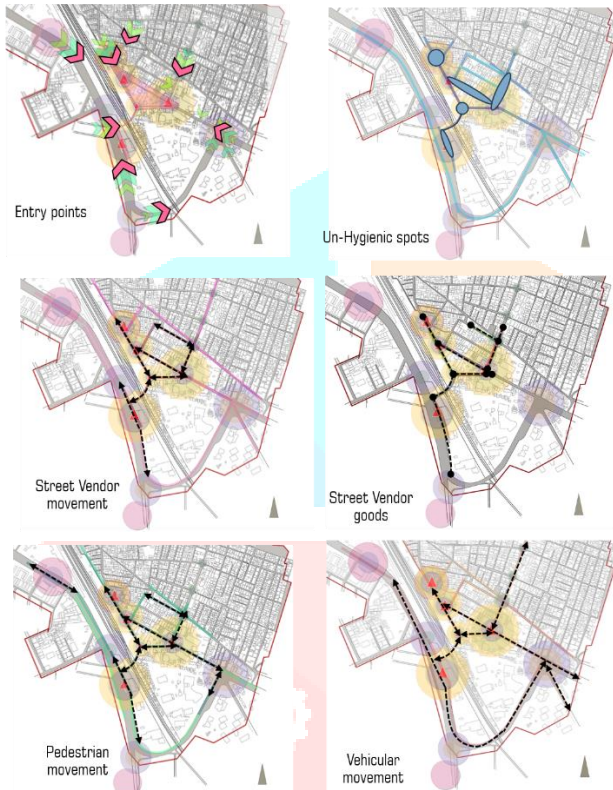 Entry points
Un-Hygienic spots
Street Vendor
movement
Street Vendor
goods
Pedestrian
movement
Vehicular
movement